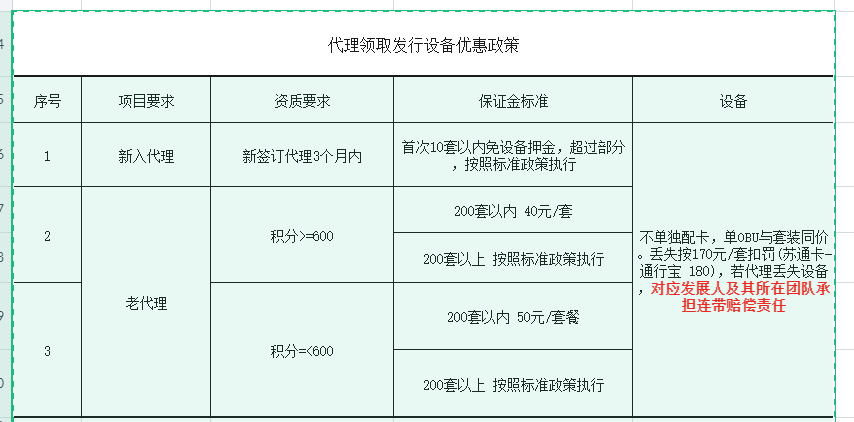 代理领取发行设备优惠政策
序号 项目要求 资质要求 保证金标准 设备
1 新入代理 新签订代理3个月内 首次10套以内免设备押金，超过部分
，按照标准政策执行
2 老代理 积分>=600 200套以内 40元/套
200套以上 按照标准政策执行
3 积分=<600 200套以内 50元/套餐
200套以上 按照标准政策执行
不单独配卡，单OBU与套装同价
。丢失按170元/套扣罚(苏通卡-
通行宝 180)，若代理丢失设备
，对应发展人及其所在团队承
担连带赔偿责任